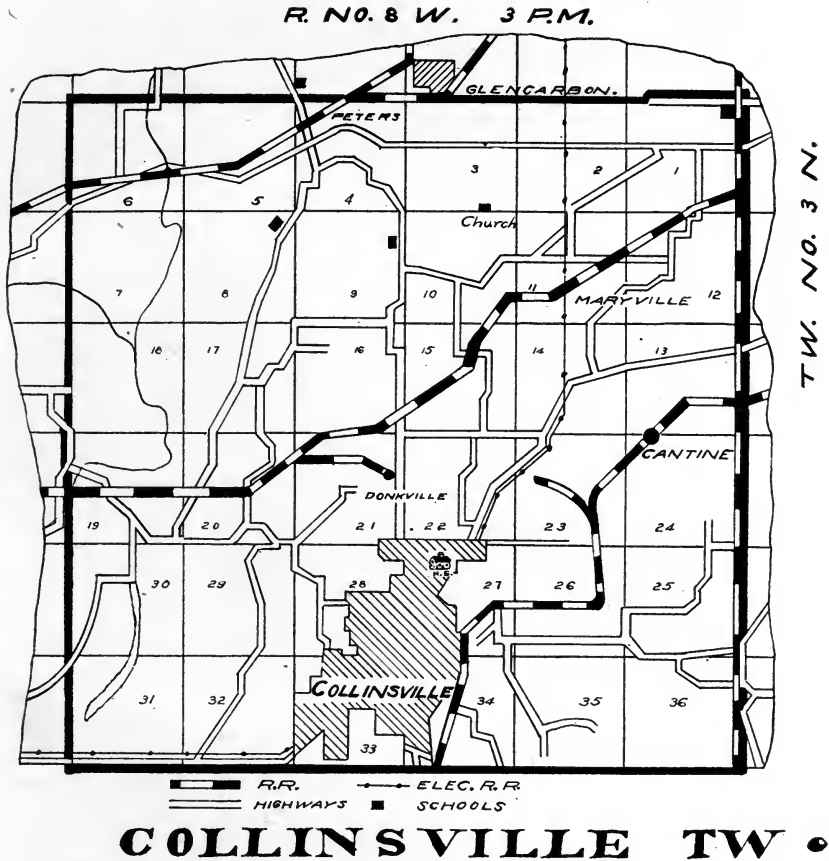 R. NO. 8 W. 3 P.M.
GLENCARBON.
PETERS
TW. NO. 3 N.
6 5 4 3 2 1
Church
7 8 9 10 11 12
MARYVILLE
18 17 16 15 14 13
CANTINE
DONKVILLE
19 20 21 22 23 24
H.S.
30 29 28 27 26 25
COLLINSVILLE
31 32 33 34 35 36
R.R. ELEC. R.R.
HIGHWAYS SCHOOLS
COLLINSVILLE TW.